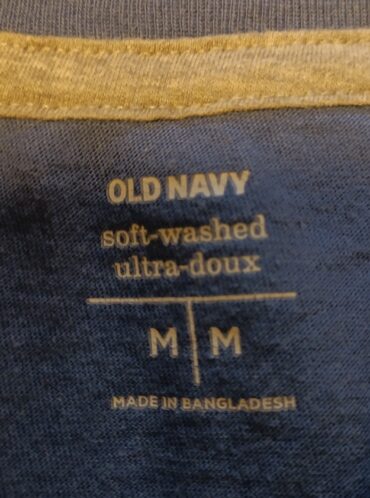 OLD NAVY
soft-washed
ultra-doux
M M
MADE IN BANGLADESH